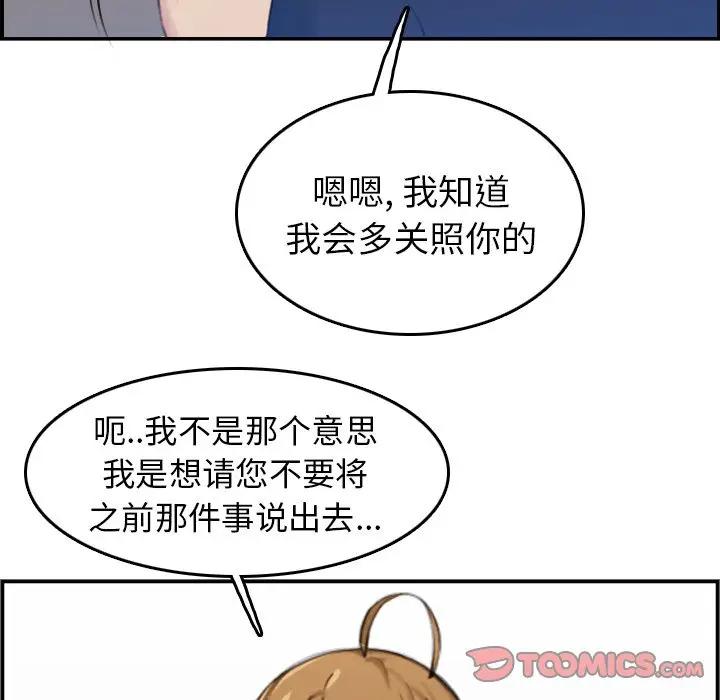 嗯嗯, 我知道
我会多关照你的
呃..我不是那个意思
我是想请您不要将
之前那件事说出去...
TOOMICS.COM